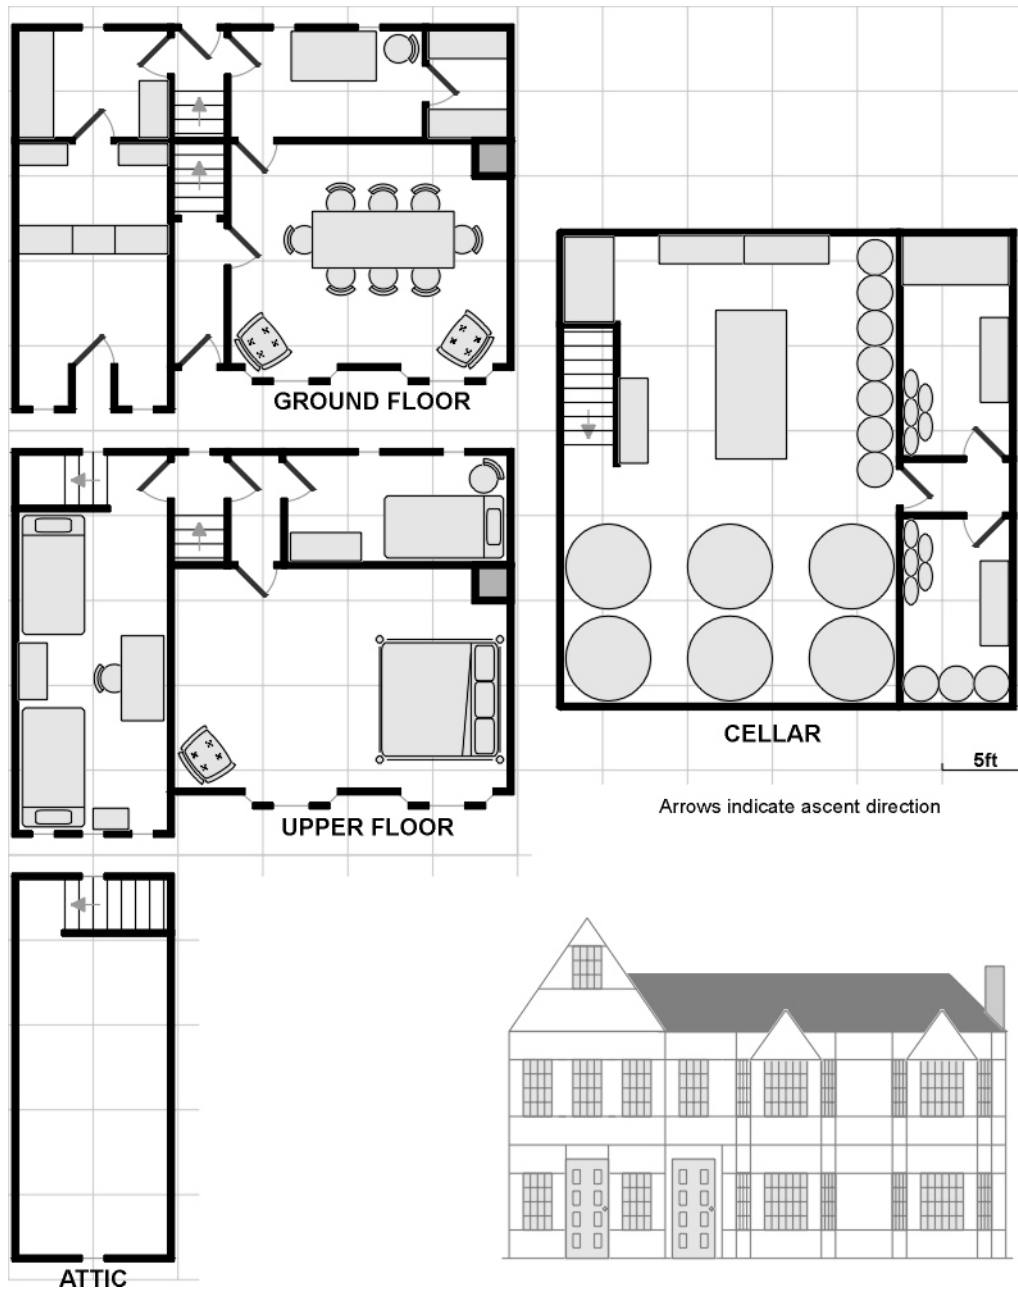 GROUND FLOOR
CELLAR
5ft
Arrows indicate ascent direction
UPPER FLOOR
ATTIC